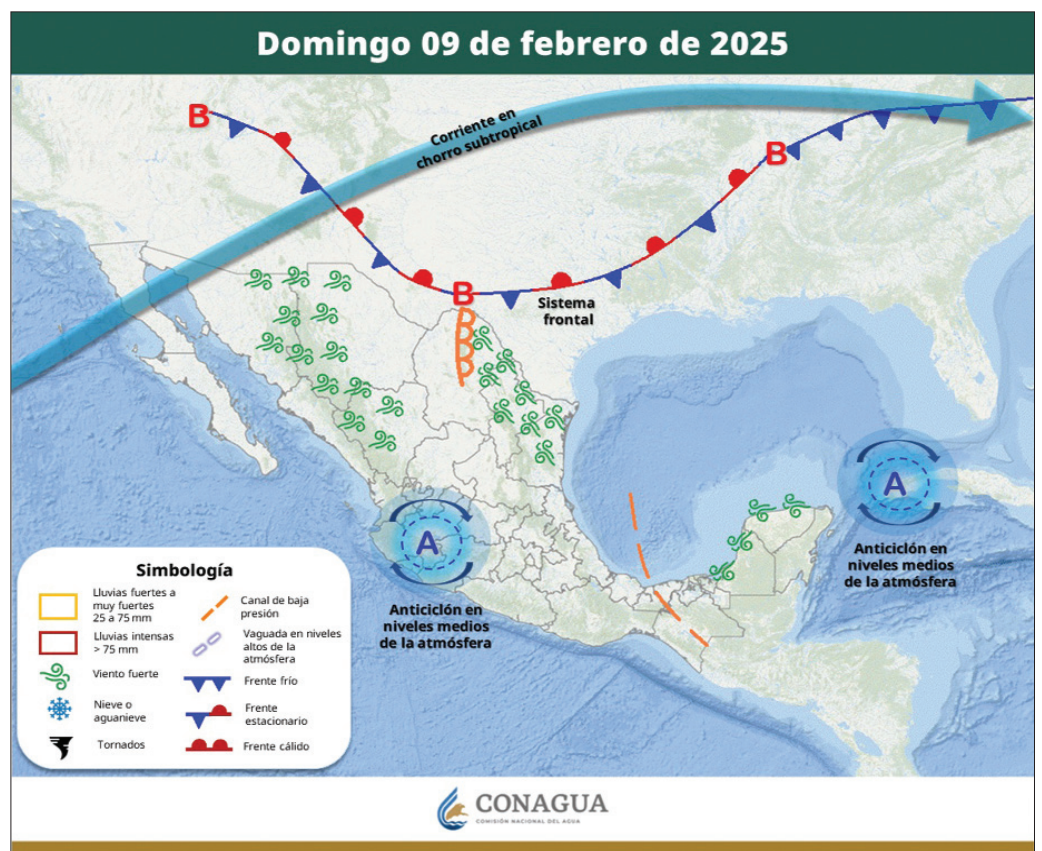 Domingo 09 de febrero de 2025
B
Corriente en
chorro subtropical
B
B
Sistema
frontal
A
Anticiclón en
niveles medios
de la atmósfera
A
Anticiclón en
niveles medios
de la atmósfera
Simbología
Lluvias fuertes a
muy fuertes
25 a 75 mm
Lluvias intensas
> 75 mm
Viento fuerte
Nieve o
aguanieve
Tornados
Canal de baja
presión
Vaguada en niveles
altos de la
atmósfera
Frente frío
Frente
estacionario
Frente cálido
CONAGUA
COMISIÓN NACIONAL DEL AGUA